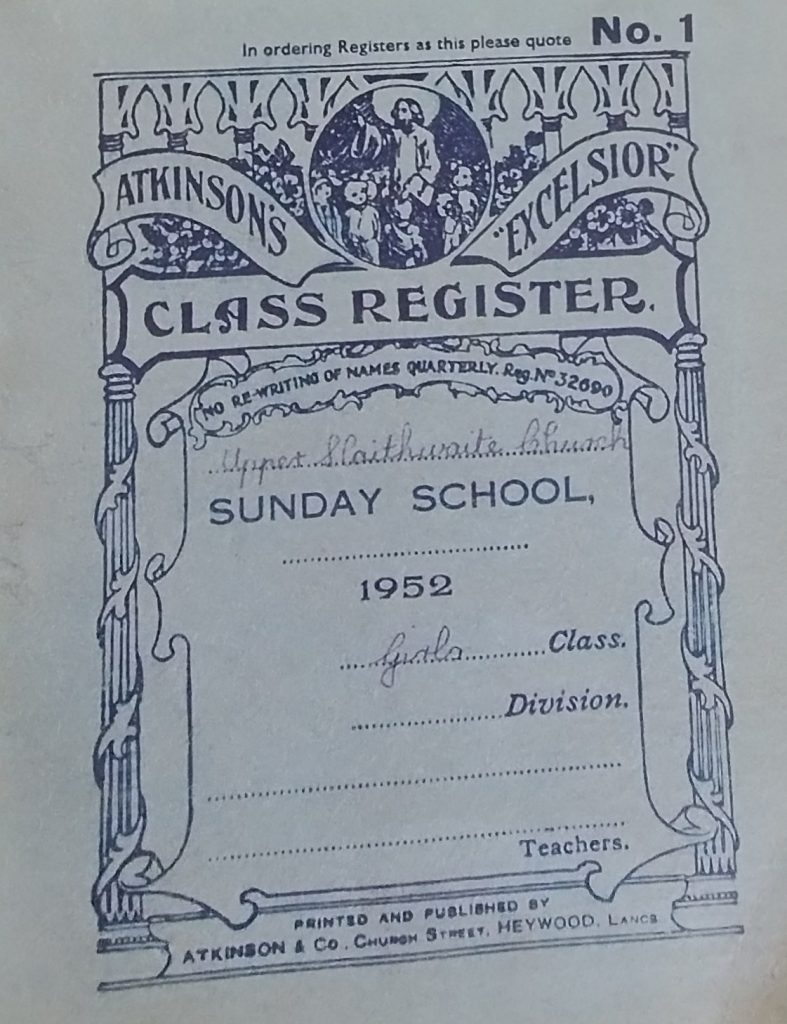 In ordering Registers as this please quote No. 1
ATKINSON'S "EXCELSIOR"
CLASS REGISTER.
NO RE-WRITING OF NAMES QUARTERLY. Reg. No 32690
Upper Slaithwaite Church
SUNDAY SCHOOL,
1952
Girls Class.
Division.
Teachers.
PRINTED AND PUBLISHED BY
ATKINSON & Co., CHURCH STREET, HEYWOOD, LANCS